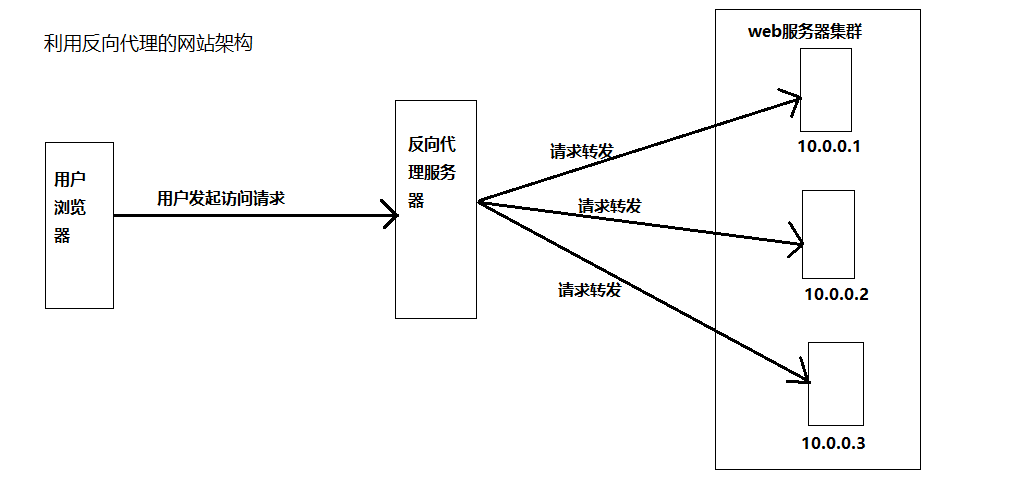 利用反向代理的网站架构
web服务器集群
用户
浏览
器
用户发起访问请求
反向代
理服务
器
请求转发
请求转发
请求转发
10.0.0.1
10.0.0.2
10.0.0.3